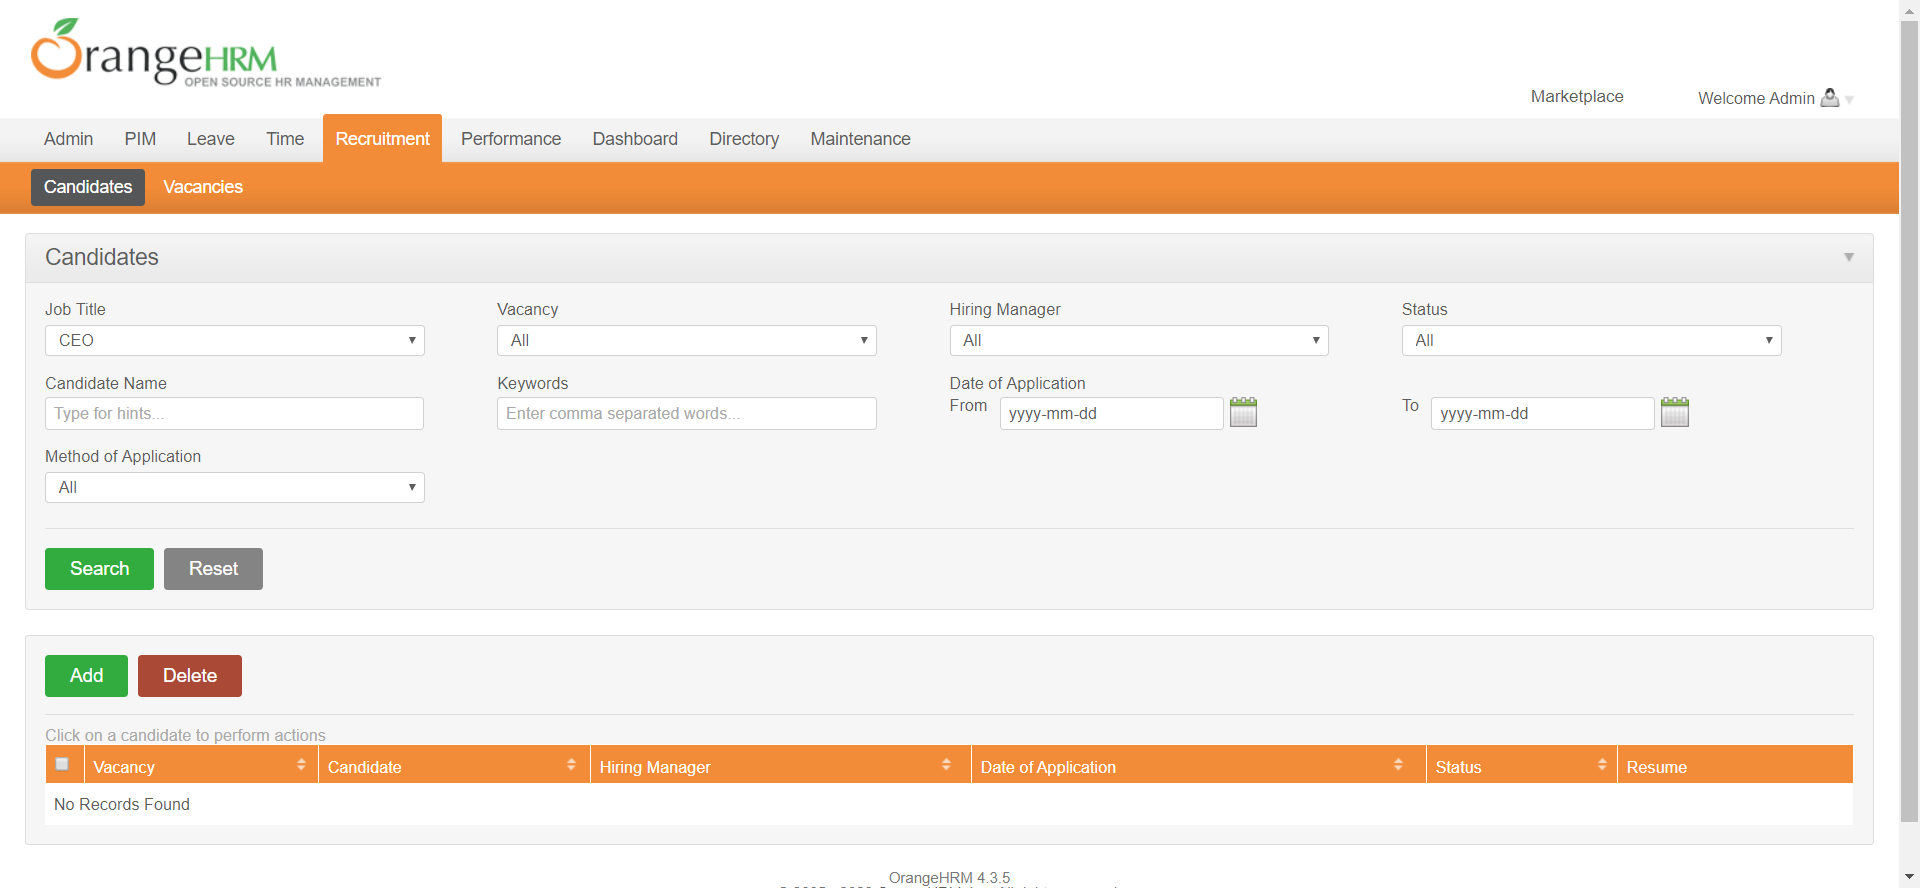 OrangeHRM
OPEN SOURCE HR MANAGEMENT
Marketplace
Welcome Admin
Admin PIM Leave Time Recruitment Performance Dashboard Directory Maintenance
Candidates Vacancies
Candidates
Job Title Vacancy Hiring Manager Status
CEO All All All
Candidate Name Keywords Date of Application
Type for hints... Enter comma separated words... From yyyy-mm-dd To yyyy-mm-dd
Method of Application
All
Search Reset
Add Delete
Click on a candidate to perform actions
Vacancy Candidate Hiring Manager Date of Application Status Resume
No Records Found
OrangeHRM 4.3.5